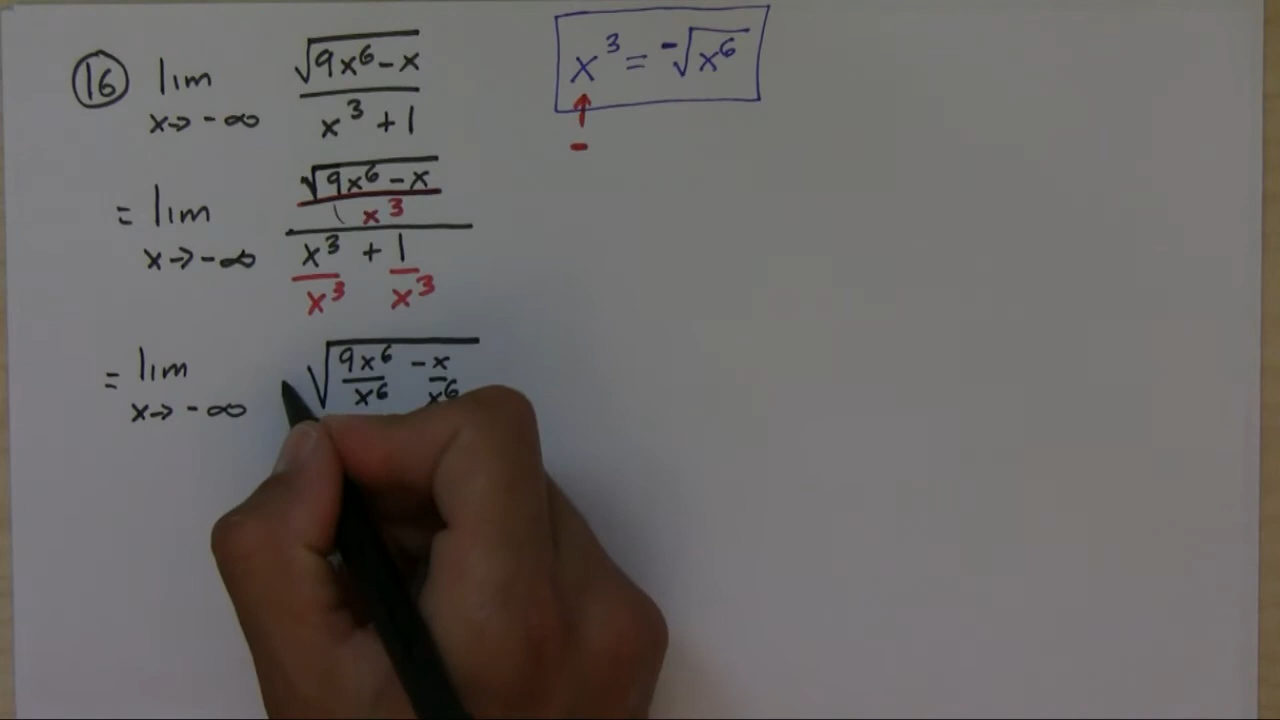 ⑯ lim x→-∞ √(9x⁶-x) / (x³+1)
x³ = -√(x⁶)
-
= lim x→-∞ (√(9x⁶-x) / x³) / (x³/x³ + 1/x³)
= lim x→-∞ √(9x⁶/x⁶ -x/x⁶)